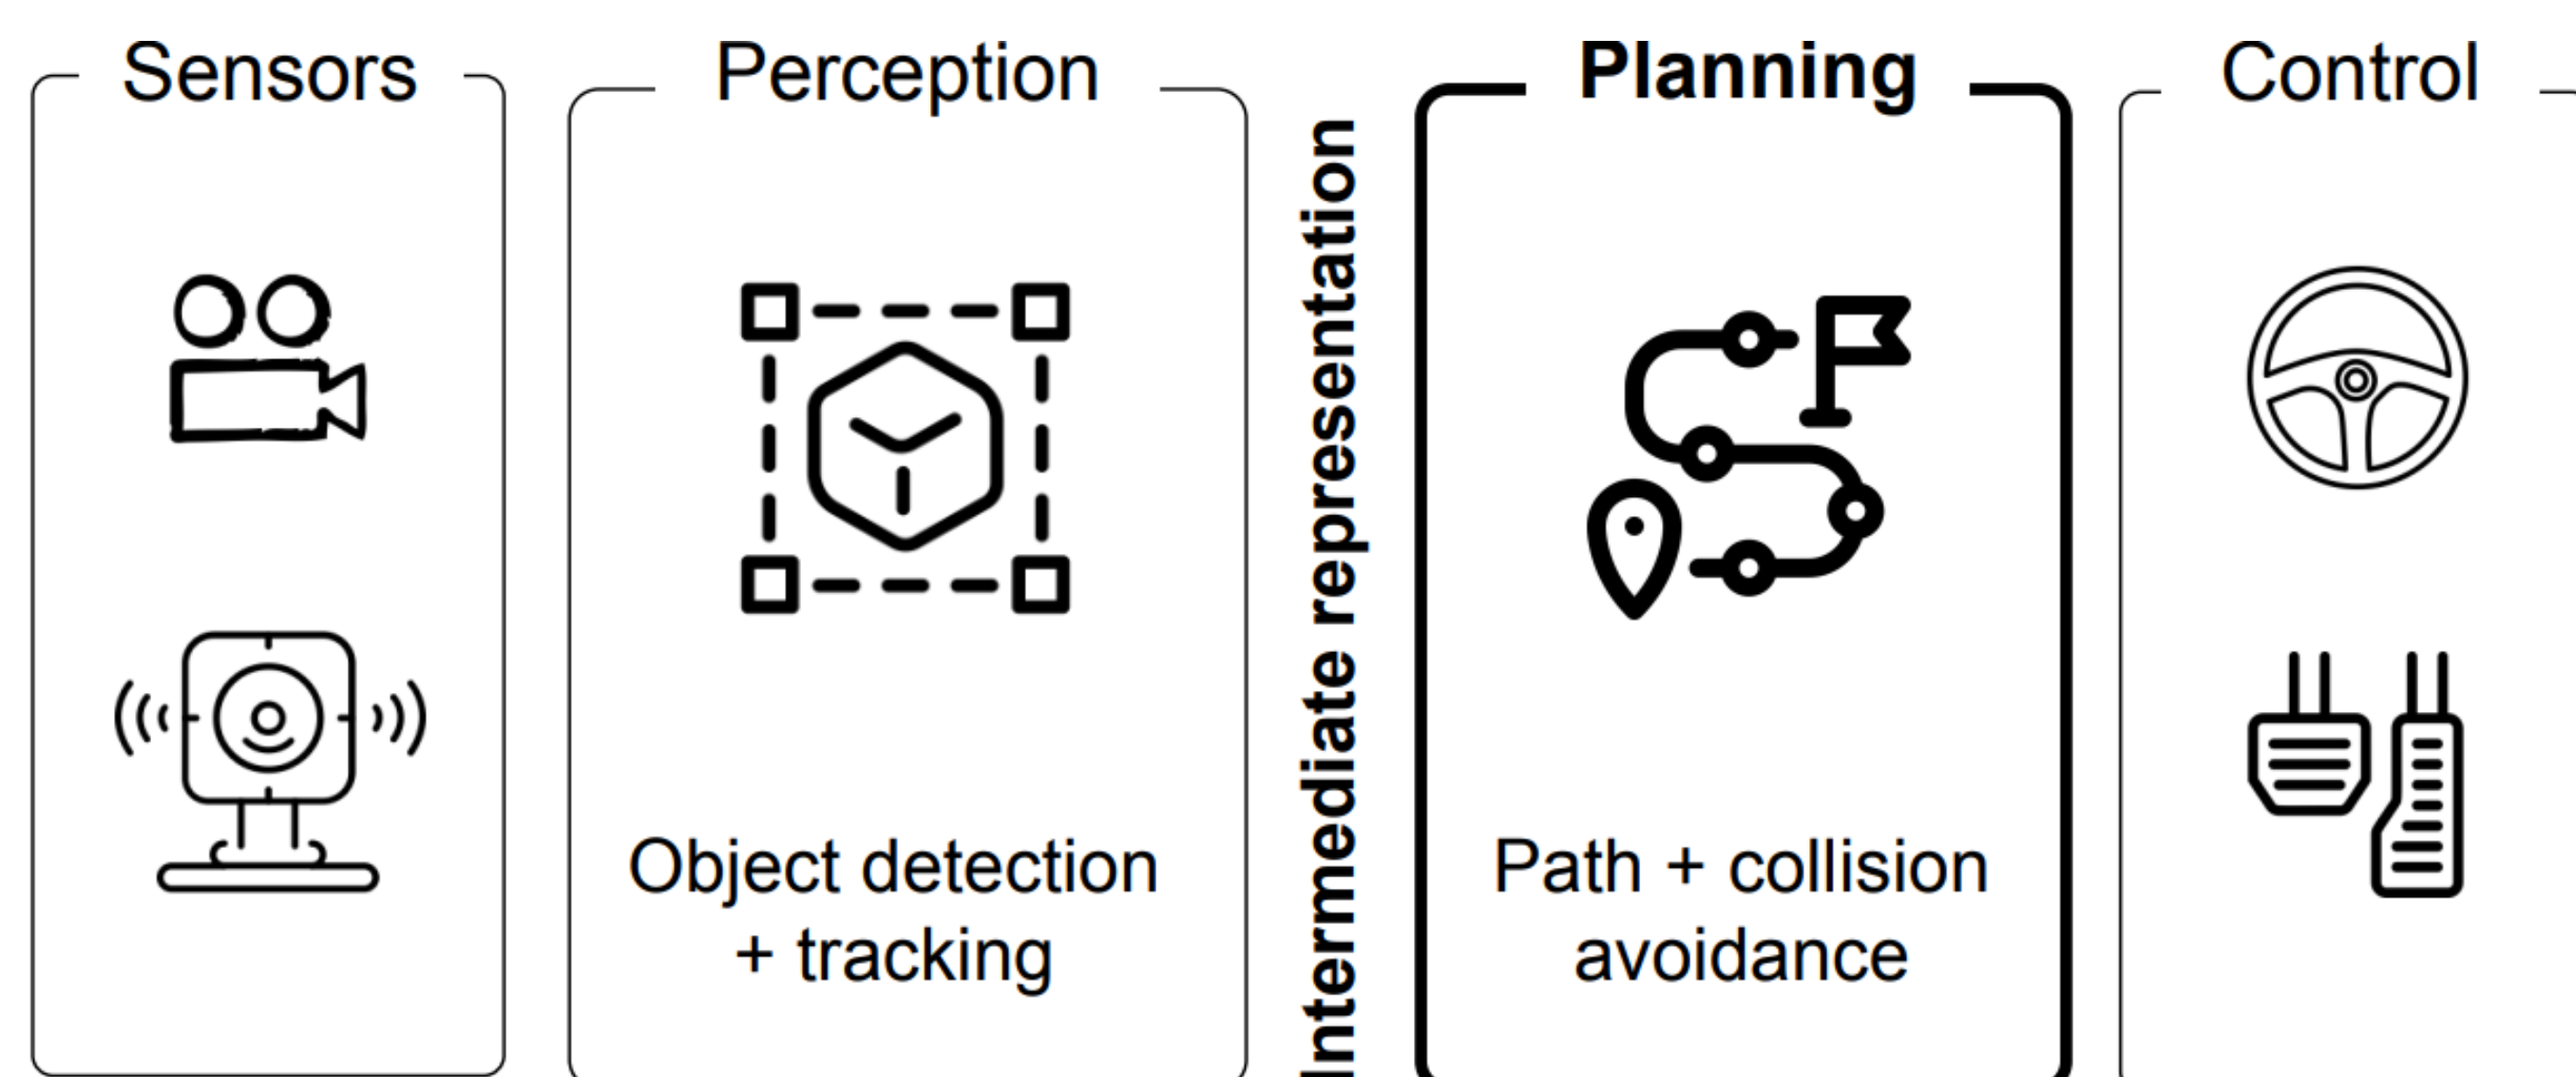 Sensors
Perception
Object detection
+ tracking
Intermediate representation
Planning
Path + collision
avoidance
Control